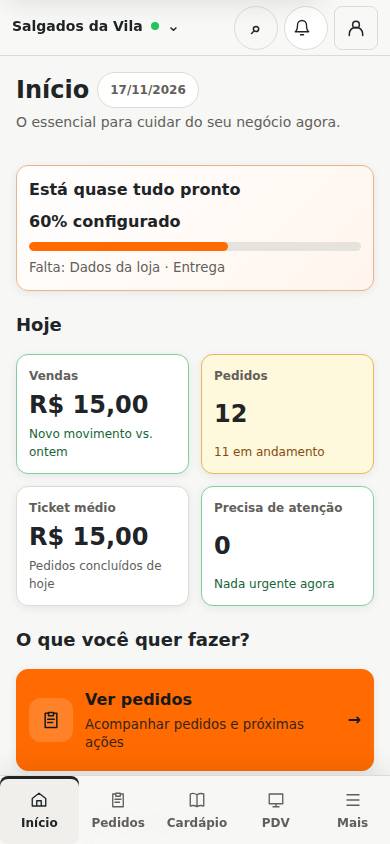 Salgados da Vila
Início
17/11/2026
O essencial para cuidar do seu negócio agora.
Está quase tudo pronto
60% configurado
Falta: Dados da loja · Entrega
Hoje
Vendas
R$ 15,00
Novo movimento vs.
ontem
Pedidos
12
11 em andamento
Ticket médio
R$ 15,00
Pedidos concluídos de
hoje
Precisa de atenção
0
Nada urgente agora
O que você quer fazer?
Ver pedidos
Acompanhar pedidos e próximas
ações
→
Início
Pedidos
Cardápio
PDV
Mais